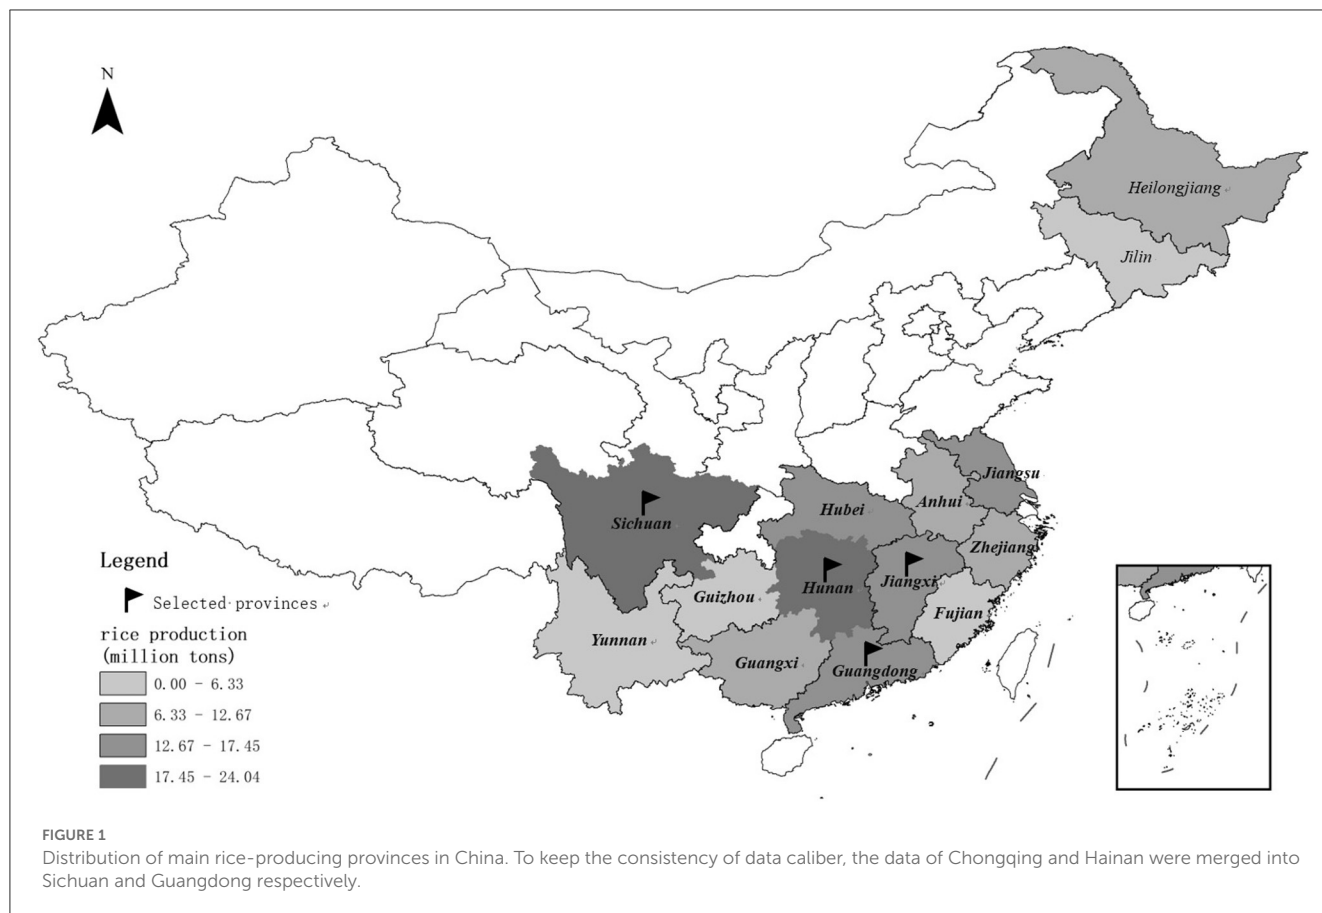 N
Heilongjiang
Jilin
Jiangsu
Anhui
Sichuan
Hubei
Zhejiang
Legend
Hunan
Jiangxi
Selected provinces
Guizhou
Fujian
rice production
(million tons)
Yunnan
Guangxi
Guangdong
0.00 - 6.33
6.33 - 12.67
12.67 - 17.45
17.45 - 24.04
FIGURE 1
Distribution of main rice-producing provinces in China. To keep the consistency of data caliber, the data of Chongqing and Hainan were merged into
Sichuan and Guangdong respectively.